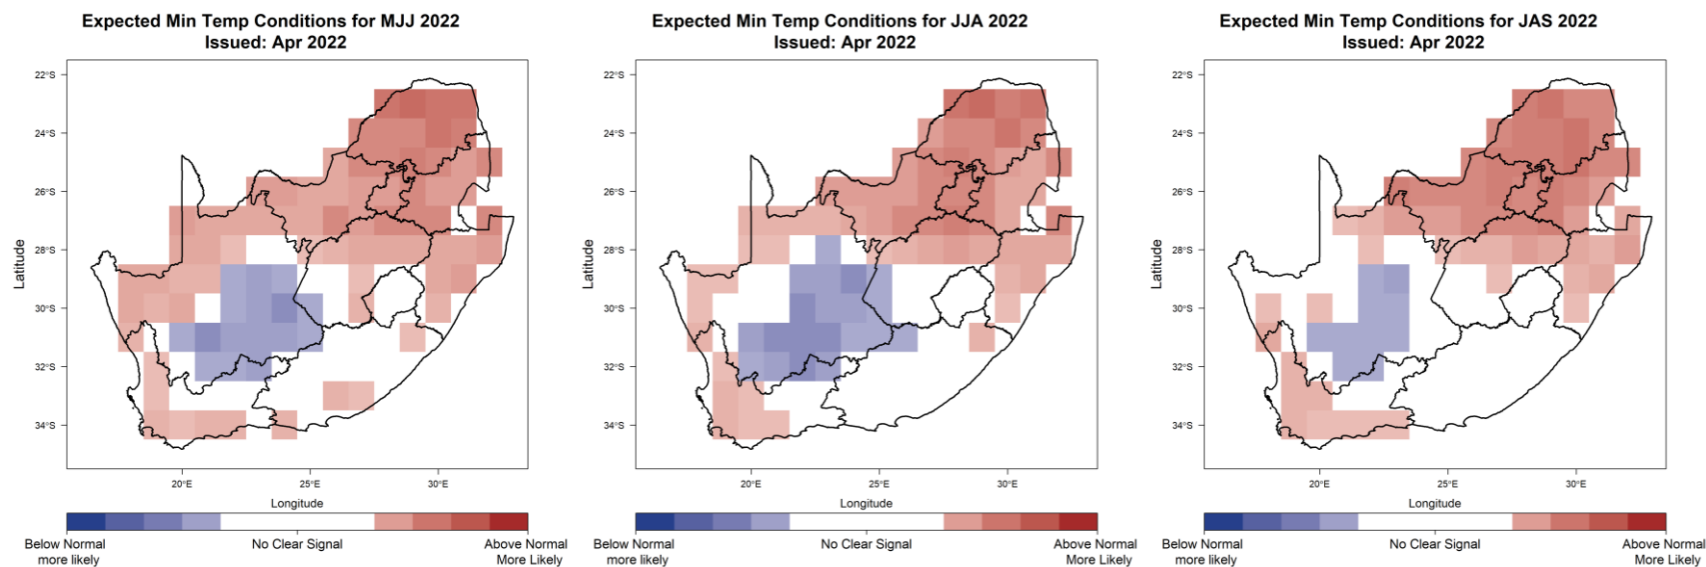 Expected Min Temp Conditions for MJJ 2022
Issued: Apr 2022
22°S
24°S
26°S
28°S
30°S
32°S
34°S
Latitude
20°E
25°E
30°E
Longitude
Below Normal
more likely
No Clear Signal
Above Normal
More Likely
Expected Min Temp Conditions for JJA 2022
Issued: Apr 2022
22°S
24°S
26°S
28°S
30°S
32°S
34°S
Latitude
20°E
25°E
30°E
Longitude
Below Normal
more likely
No Clear Signal
Above Normal
More Likely
Expected Min Temp Conditions for JAS 2022
Issued: Apr 2022
22°S
24°S
26°S
28°S
30°S
32°S
34°S
Latitude
20°E
25°E
30°E
Longitude
Below Normal
more likely
No Clear Signal
Above Normal
More Likely